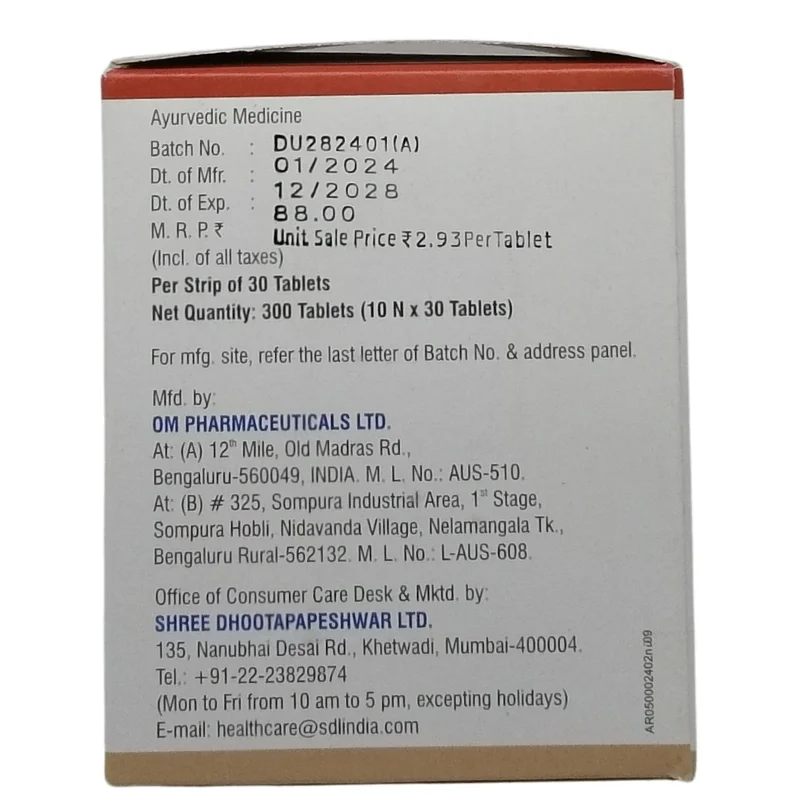 Ayurvedic Medicine
Batch No. : DU282401(A)
Dt. of Mfr. : 01/2024
Dt. of Exp. : 12/2028
M. R. P. ₹ 88.00
Unit Sale Price ₹2.93PerTablet
(Incl. of all taxes)
Per Strip of 30 Tablets
Net Quantity: 300 Tablets (10 N x 30 Tablets)
For mfg. site, refer the last letter of Batch No. & address panel.
Mfd. by:
OM PHARMACEUTICALS LTD.
At: (A) 12th Mile, Old Madras Rd.,
Bengaluru-560049, INDIA. M. L. No.: AUS-510.
At: (B) # 325, Sompura Industrial Area, 1st Stage,
Sompura Hobli, Nidavanda Village, Nelamangala Tk.,
Bengaluru Rural-562132. M. L. No.: L-AUS-608.
Office of Consumer Care Desk & Mktd. by:
SHREE DHOOTAPAPESHWAR LTD.
135, Nanubhai Desai Rd., Khetwadi, Mumbai-400004.
Tel.: +91-22-23829874
(Mon to Fri from 10 am to 5 pm, excepting holidays)
E-mail: healthcare@sdlindia.com